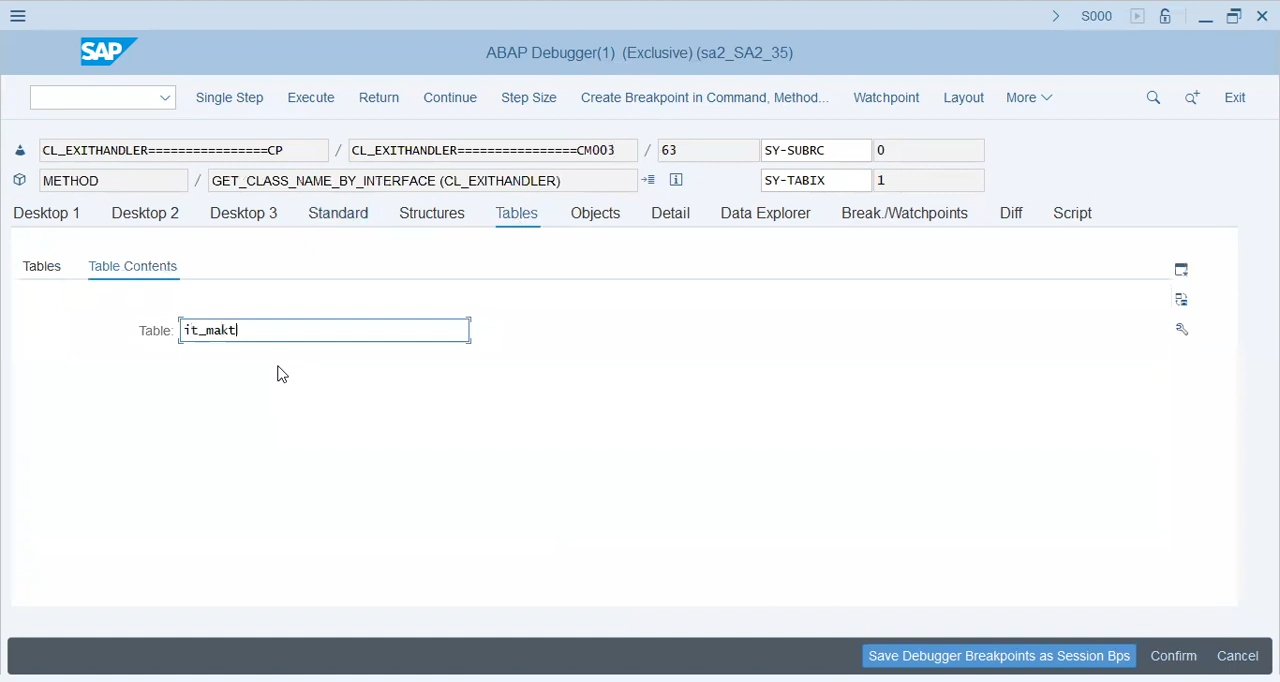 S000
SAP
ABAP Debugger(1) (Exclusive) (sa2_SA2_35)
Single Step Execute Return Continue Step Size Create Breakpoint in Command, Method... Watchpoint Layout More Exit
CL_EXITHANDLER================CP / CL_EXITHANDLER================CM003 / 63 SY-SUBRC 0
METHOD / GET_CLASS_NAME_BY_INTERFACE (CL_EXITHANDLER) SY-TABIX 1
Desktop 1 Desktop 2 Desktop 3 Standard Structures Tables Objects Detail Data Explorer Break./Watchpoints Diff Script
Tables Table Contents
Table: it_makt
Save Debugger Breakpoints as Session Bps Confirm Cancel